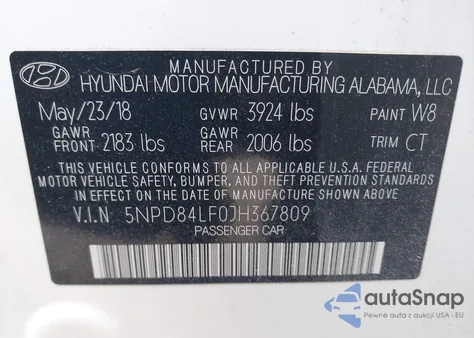 MANUFACTURED BY
HYUNDAI MOTOR MANUFACTURING ALABAMA, LLC
May/23/18 GVWR 3924 lbs PAINT W8
GAWR FRONT 2183 lbs GAWR REAR 2006 lbs TRIM CT
THIS VEHICLE CONFORMS TO ALL APPLICABLE U.S.A. FEDERAL
MOTOR VEHICLE SAFETY, BUMPER, AND THEFT PREVENTION STANDARDS
IN EFFECT ON THE DATE OF MANUFACTURE SHOWN ABOVE.
V.I.N. 5NPD84LF0JH367809
PASSENGER CAR
autoSnap
Pewne auta z USA i EU